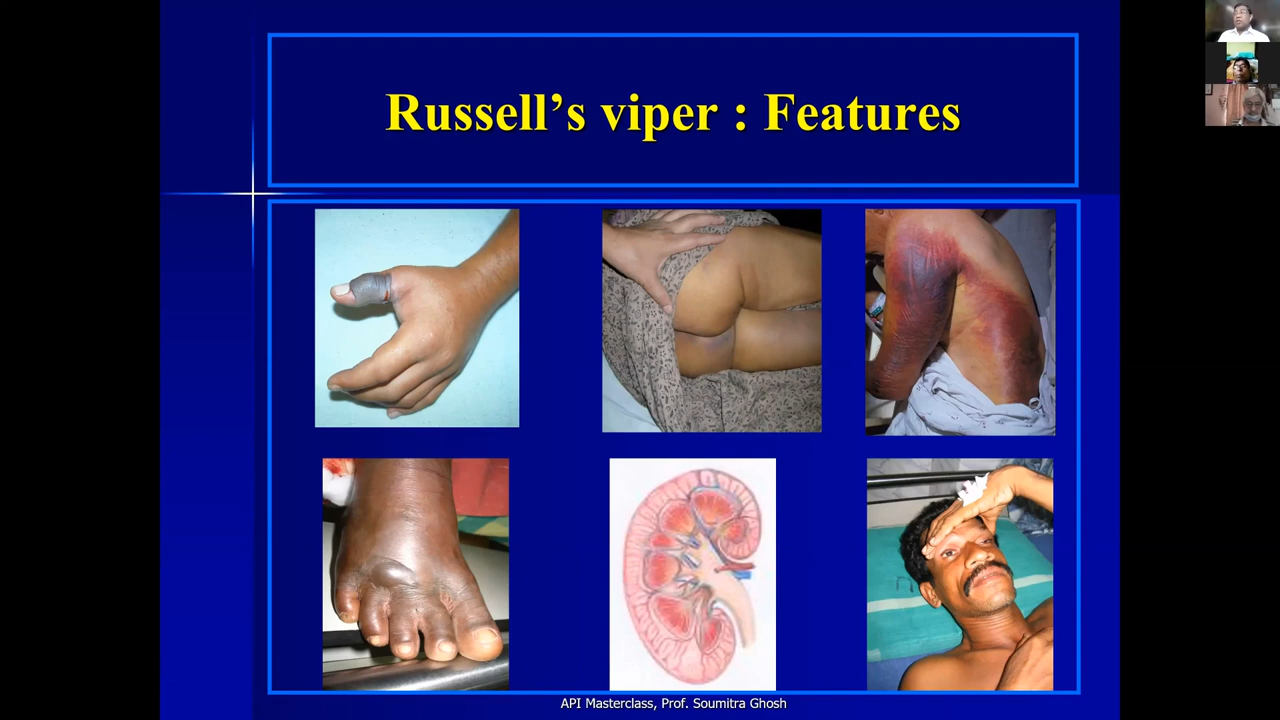 Russell’s viper : Features
API Masterclass, Prof. Soumitra Ghosh